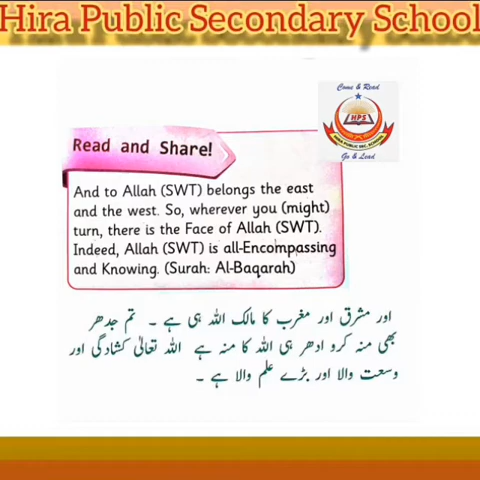 Hira Public Secondary School
Come & Read
HPS
HIRA PUBLIC SEC. SCHOOL
Go & Lead
Read and Share!
And to Allah (SWT) belongs the east
and the west. So, wherever you (might)
turn, there is the Face of Allah (SWT).
Indeed, Allah (SWT) is all-Encompassing
and Knowing. (Surah: Al-Baqarah)
اور مشرق اور مغرب کا مالک اللہ ہی ہے ۔ تم جدھر
بھی منہ کرو ادھر ہی اللہ کا منہ ہے اللہ تعالیٰ کشادگی اور
وسعت والا اور بڑے علم والا ہے ۔